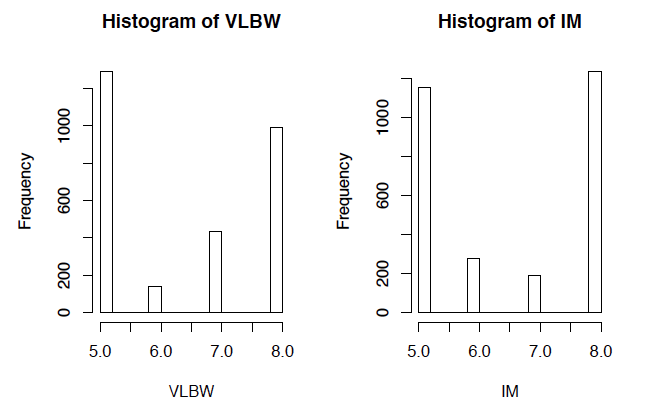 Histogram of VLBW
Frequency
0 200 600 1000
5.0 6.0 7.0 8.0
VLBW
Histogram of IM
Frequency
0 200 600 1000
5.0 6.0 7.0 8.0
IM